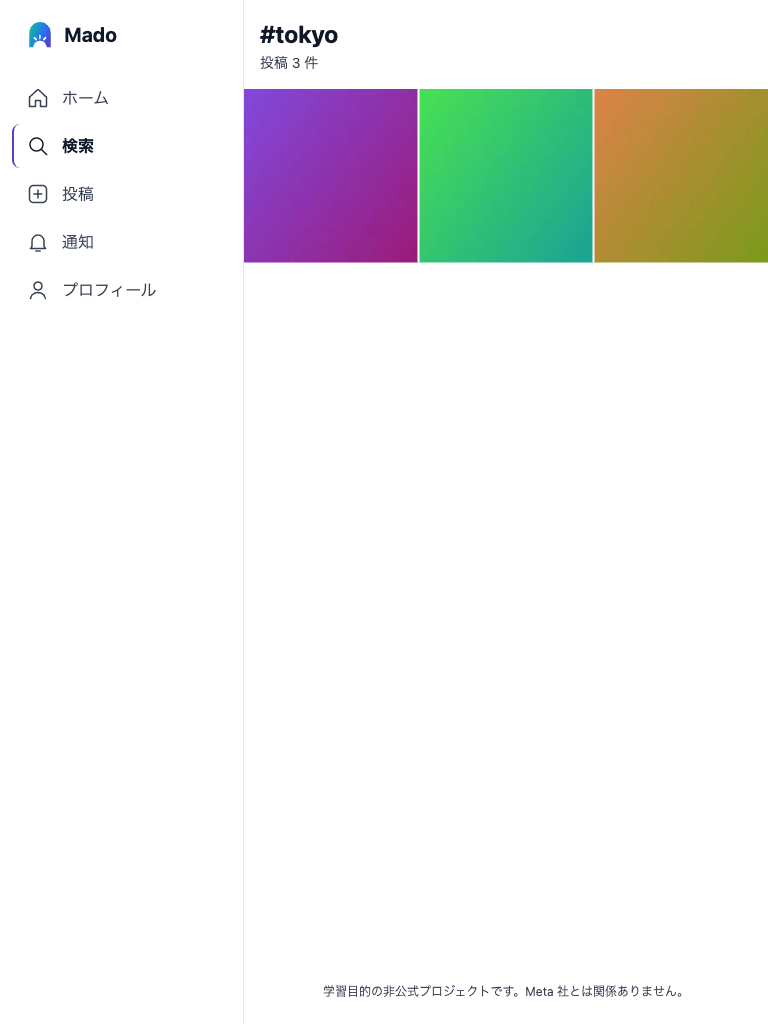 Mado
ホーム
検索
投稿
通知
プロフィール
#tokyo
投稿 3 件
学習目的の非公式プロジェクトです。Meta 社とは関係ありません。